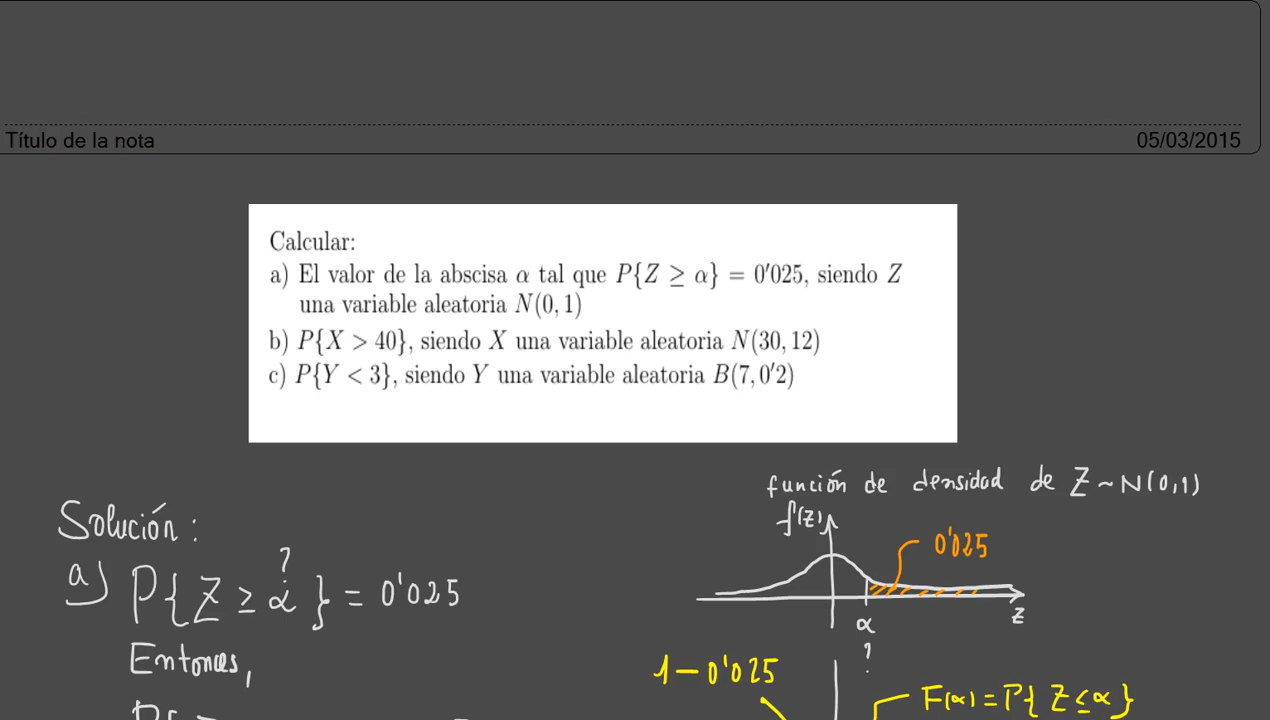 Título de la nota
05/03/2015
Calcular:
a) El valor de la abscisa α tal que P{Z ≥ α} = 0'025, siendo Z
una variable aleatoria N(0, 1)
b) P{X > 40}, siendo X una variable aleatoria N(30, 12)
c) P{Y < 3}, siendo Y una variable aleatoria B(7, 0'2)
función de densidad de Z ~ N(0,1)
Solución:
f(z)
0'025
?
a) P{Z ≥ α} = 0'025
z
α
?
Entonces,
1 - 0'025
F(α) = P{Z ≤ α}